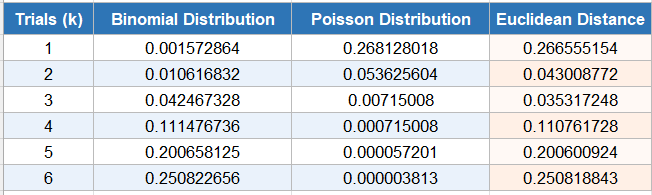 Trials (k) Binomial Distribution Poisson Distribution Euclidean Distance
1 0.001572864 0.268128018 0.266555154
2 0.010616832 0.053625604 0.043008772
3 0.042467328 0.00715008 0.035317248
4 0.111476736 0.000715008 0.110761728
5 0.200658125 0.000057201 0.200600924
6 0.250822656 0.000003813 0.250818843